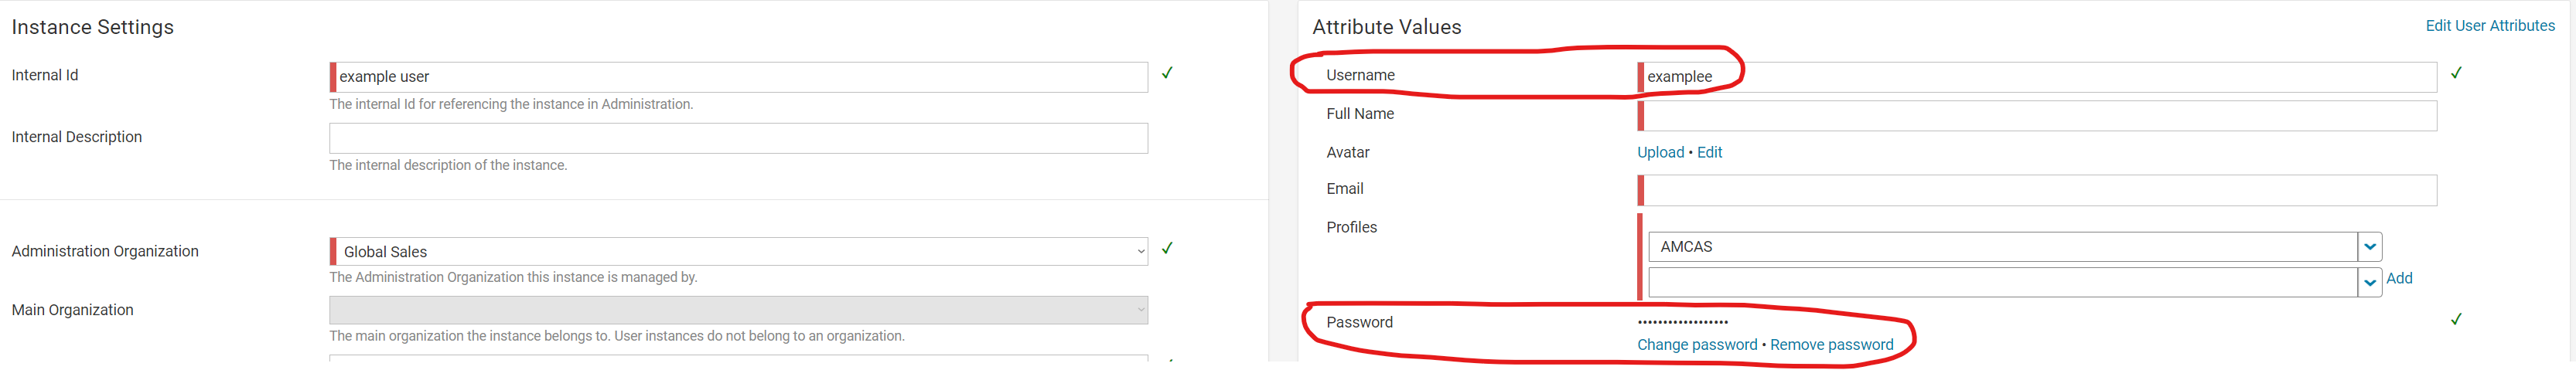 Instance Settings
Internal Id
example user
The internal Id for referencing the instance in Administration.
Internal Description
The internal description of the instance.
Administration Organization
Global Sales
The Administration Organization this instance is managed by.
Main Organization
The main organization the instance belongs to. User instances do not belong to an organization.
Attribute Values
Edit User Attributes
Username
examplee
Full Name
Avatar
Upload • Edit
Email
Profiles
AMCAS
Add
Password
••••••••••••••••••
Change password • Remove password